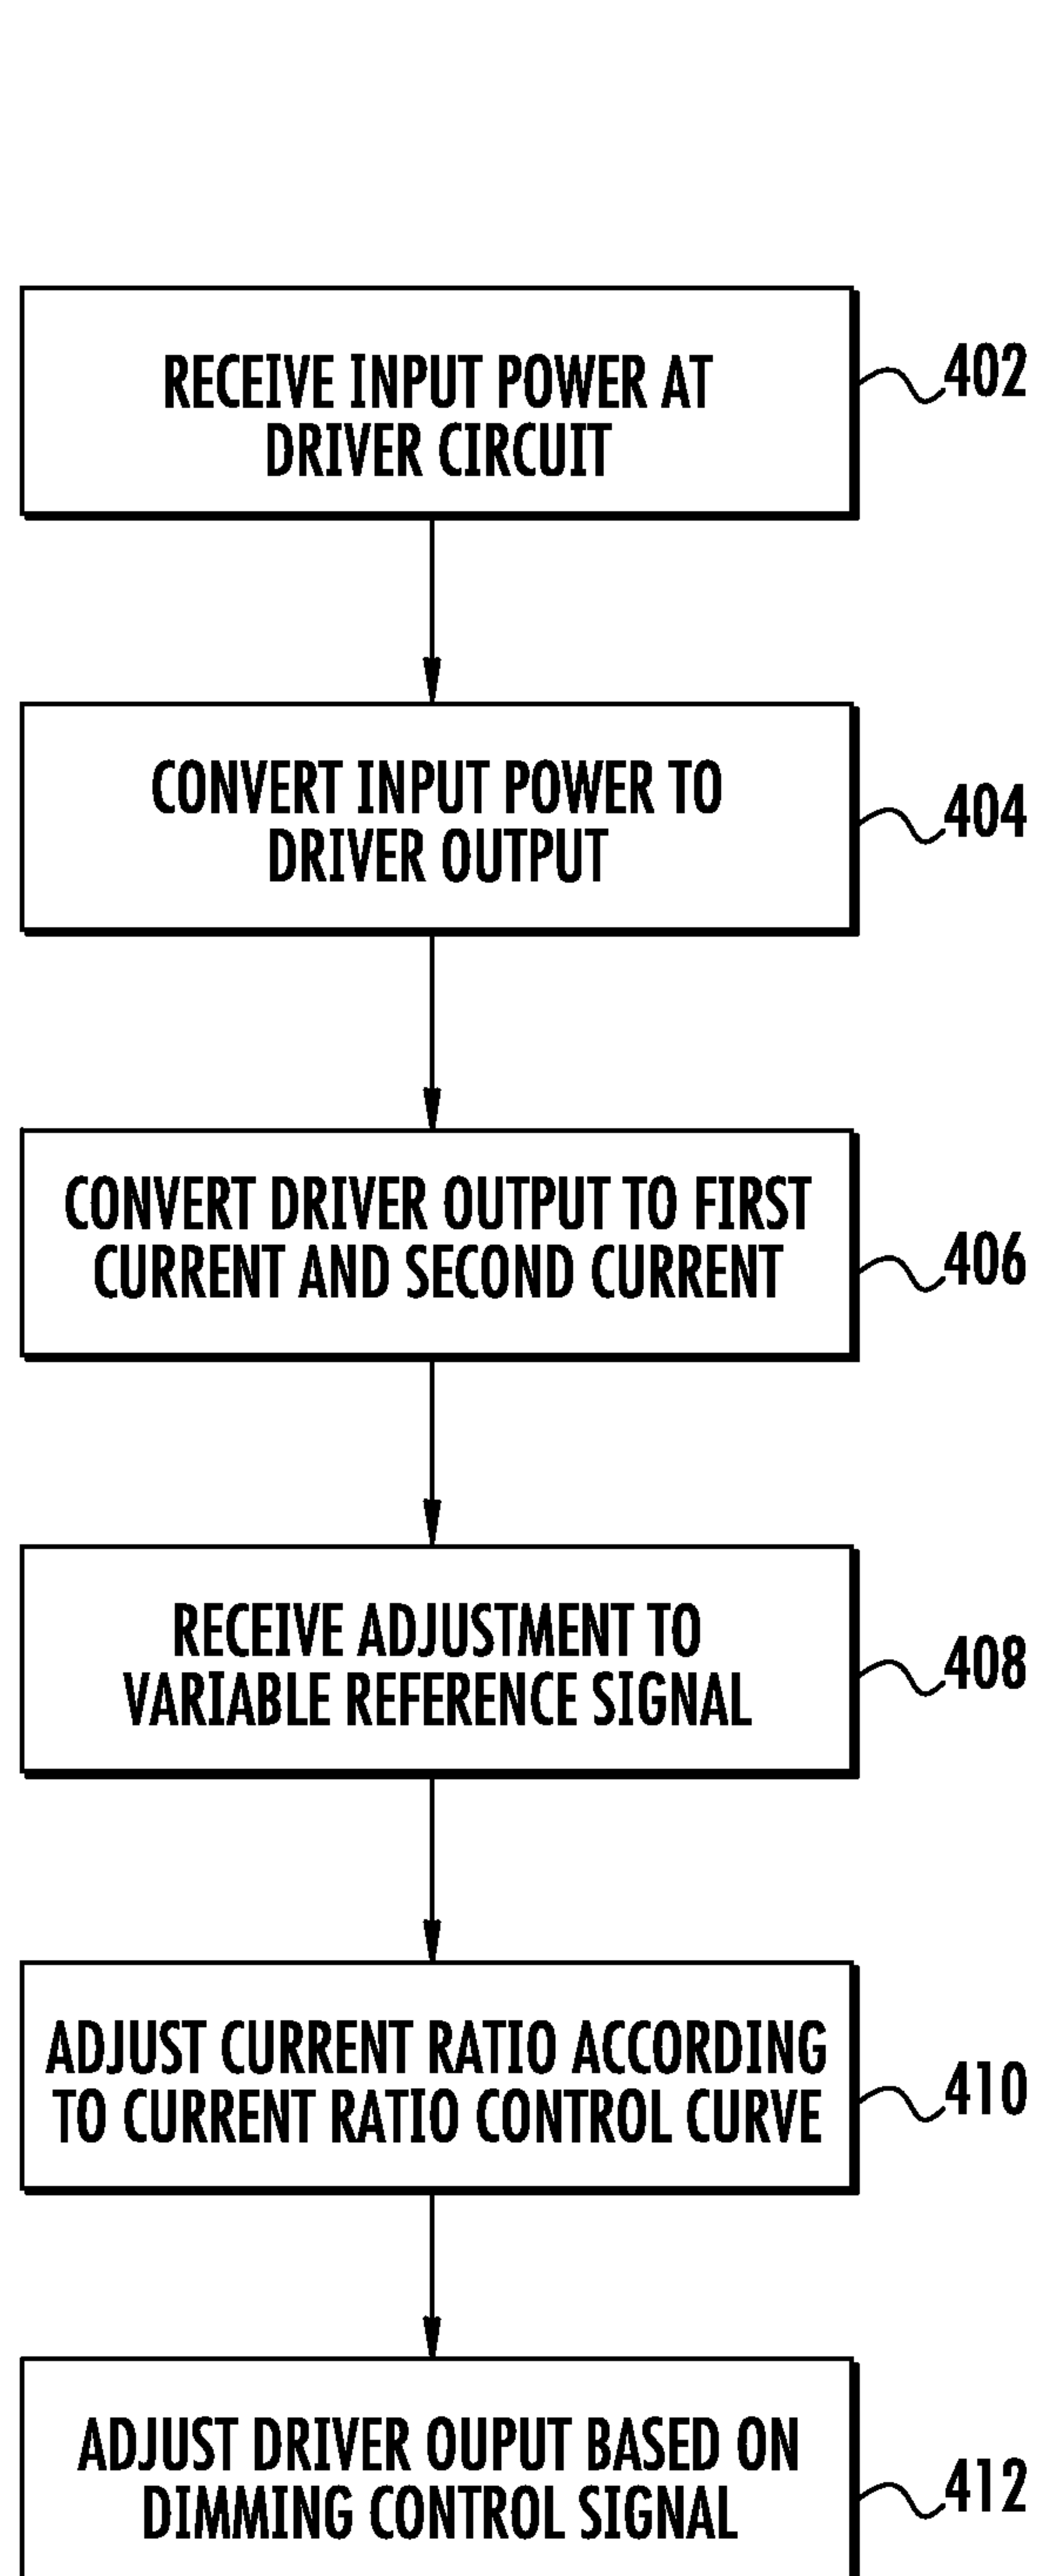 RECEIVE INPUT POWER AT
DRIVER CIRCUIT
402
CONVERT INPUT POWER TO
DRIVER OUTPUT
404
CONVERT DRIVER OUTPUT TO FIRST
CURRENT AND SECOND CURRENT
406
RECEIVE ADJUSTMENT TO
VARIABLE REFERENCE SIGNAL
408
ADJUST CURRENT RATIO ACCORDING
TO CURRENT RATIO CONTROL CURVE
410
ADJUST DRIVER OUPUT BASED ON
DIMMING CONTROL SIGNAL
412